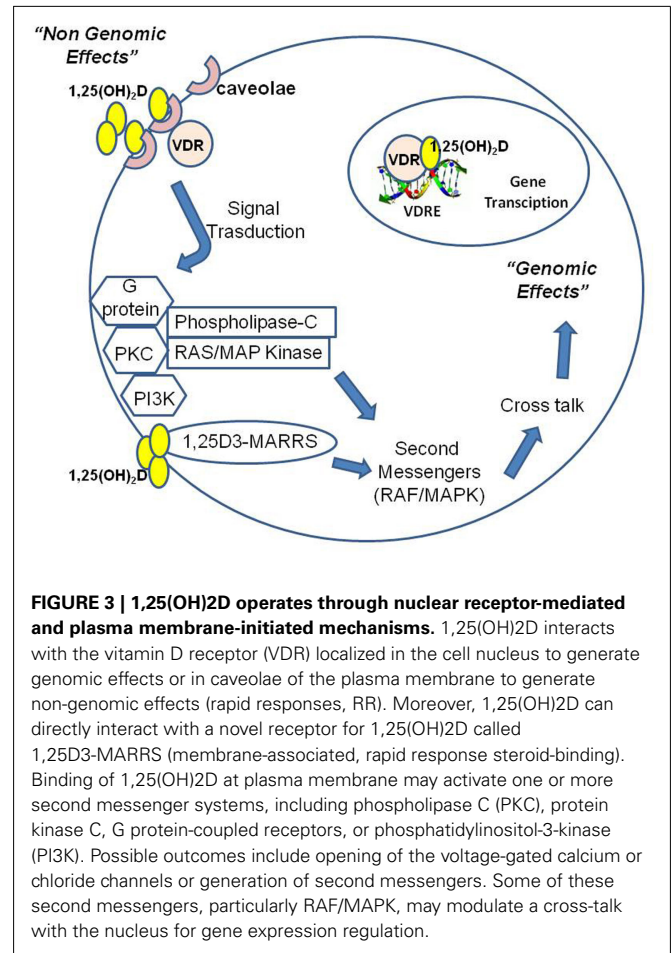 "Non Genomic
Effects"
1,25(OH)2D
caveolae
VDR
1,25(OH)2D
VDR
VDRE
Gene
Transciption
Signal
Trasduction
"Genomic
Effects"
G
protein
Phospholipase-C
PKC
RAS/MAP Kinase
PI3K
Cross talk
1,25D3-MARRS
1,25(OH)2D
Second
Messengers
(RAF/MAPK)
FIGURE 3 | 1,25(OH)2D operates through nuclear receptor-mediated
and plasma membrane-initiated mechanisms. 1,25(OH)2D interacts
with the vitamin D receptor (VDR) localized in the cell nucleus to generate
genomic effects or in caveolae of the plasma membrane to generate
non-genomic effects (rapid responses, RR). Moreover, 1,25(OH)2D can
directly interact with a novel receptor for 1,25(OH)2D called
1,25D3-MARRS (membrane-associated, rapid response steroid-binding).
Binding of 1,25(OH)2D at plasma membrane may activate one or more
second messenger systems, including phospholipase C (PKC), protein
kinase C, G protein-coupled receptors, or phosphatidylinositol-3-kinase
(PI3K). Possible outcomes include opening of the voltage-gated calcium or
chloride channels or generation of second messengers. Some of these
second messengers, particularly RAF/MAPK, may modulate a cross-talk
with the nucleus for gene expression regulation.